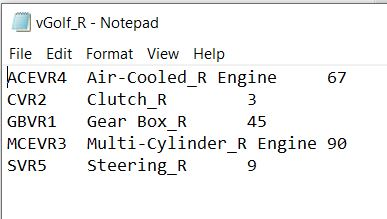 vGolf_R - Notepad
File Edit Format View Help
ACEVR4 Air-Cooled_R Engine 67
CVR2 Clutch_R 3
GBVR1 Gear Box_R 45
MCEVR3 Multi-Cylinder_R Engine 90
SVR5 Steering_R 9